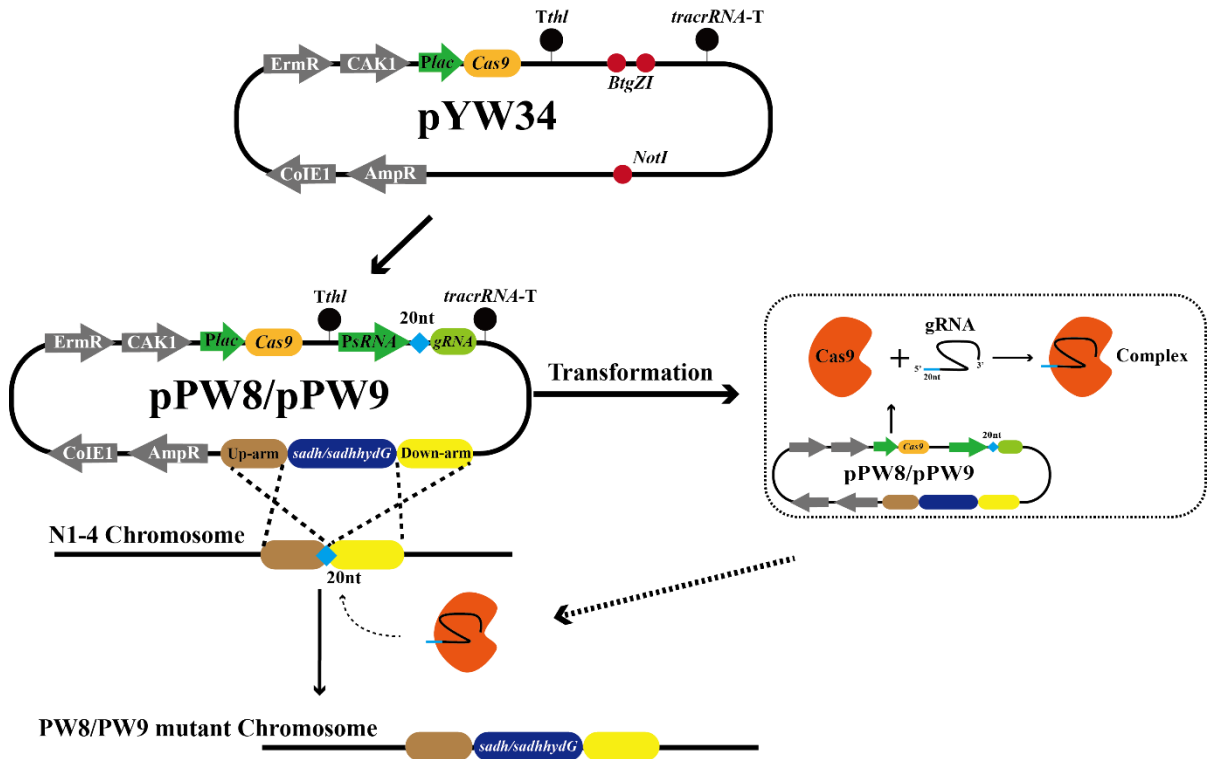 Tthl
tracrRNA-T
ErmR
CAK1
Plac
Cas9
BtgZI
pYW34
NotI
CoIE1
AmpR
Tthl
tracrRNA-T
20nt
ErmR
CAK1
Plac
Cas9
PsRNA
gRNA
pPW8/pPW9
Transformation
CoIE1
AmpR
Up-arm
sadh/sadhhydG
Down-arm
gRNA
Cas9
+
5'
3'
20nt
Complex
Cas9
20nt
pPW8/pPW9
N1-4 Chromosome
20nt
PW8/PW9 mutant Chromosome
sadh/sadhhydG